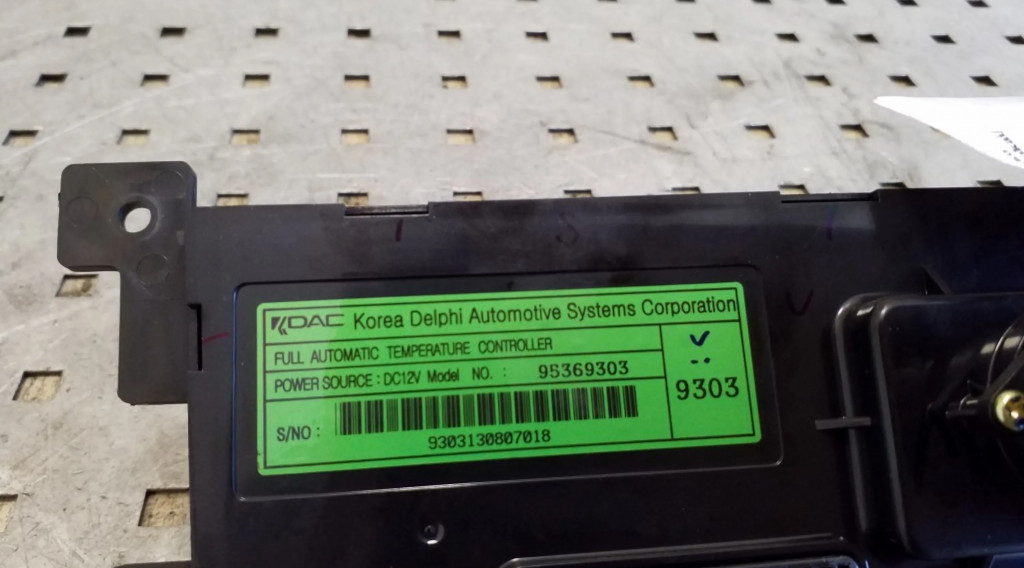 KDAC Korea Delphi Automotive Systems Corporation
FULL AUTOMATIC TEMPERATURE CONTROLLER
POWER SOURCE : DC12V Model NO. : 95369303
9303
S/NO :
9303130807018